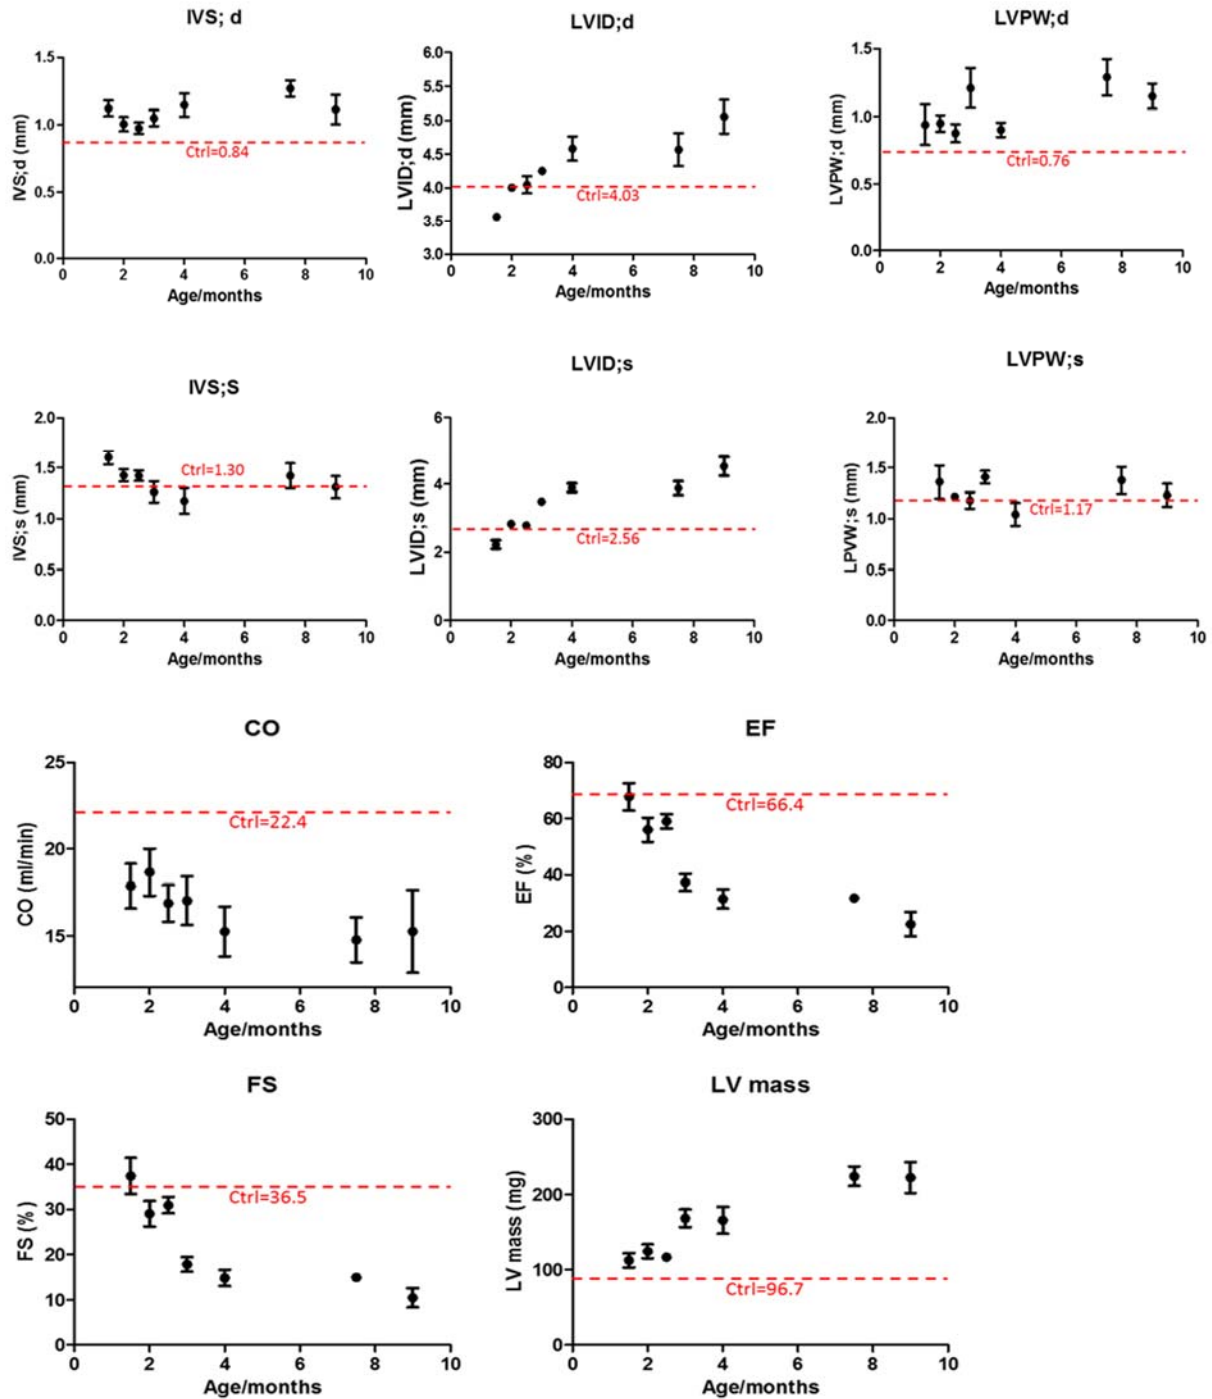 IVS; d
IVS;d (mm)
1.5
1.0
0.5
0.0
Ctrl=0.84
0 2 4 6 8 10
Age/months
LVID;d
LVID;d (mm)
6.0
5.5
5.0
4.5
4.0
3.5
3.0
Ctrl=4.03
0 2 4 6 8 10
Age/months
LVPW;d
LVPW;d (mm)
1.5
1.0
0.5
0.0
Ctrl=0.76
0 2 4 6 8 10
Age/months
IVS;S
IVS;s (mm)
2.0
1.5
1.0
0.5
0.0
Ctrl=1.30
0 2 4 6 8 10
Age/months
LVID;s
LVID;s (mm)
6
4
2
0
Ctrl=2.56
0 2 4 6 8 10
Age/months
LVPW;s
LPVW;s (mm)
2.0
1.5
1.0
0.5
0.0
Ctrl=1.17
0 2 4 6 8 10
Age/months
CO
CO (ml/min)
25
20
15
Ctrl=22.4
0 2 4 6 8 10
Age/months
EF
EF (%)
80
60
40
20
0
Ctrl=66.4
0 2 4 6 8 10
Age/months
FS
FS (%)
50
40
30
20
10
0
Ctrl=36.5
0 2 4 6 8 10
Age/months
LV mass
LV mass (mg)
300
200
100
0
Ctrl=96.7
0 2 4 6 8 10
Age/months